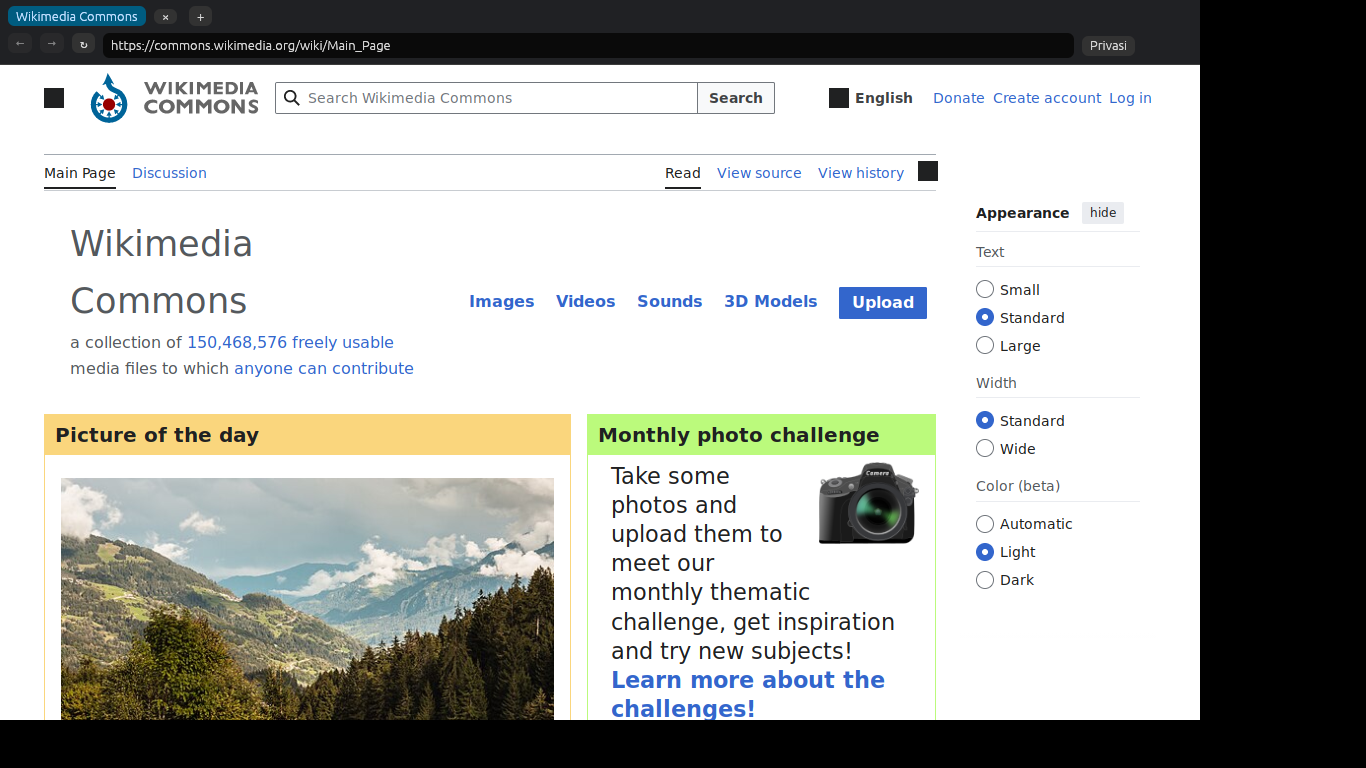 Wikimedia Commons × +
← → ↻ https://commons.wikimedia.org/wiki/Main_Page Privasi
WIKIMEDIA
COMMONS
Search Wikimedia Commons Search
English Donate Create account Log in
Main Page Discussion Read View source View history
Appearance hide
Wikimedia
Commons
a collection of 150,468,576 freely usable
media files to which anyone can contribute
Images Videos Sounds 3D Models Upload
Text
Small
Standard
Large
Width
Standard
Wide
Color (beta)
Automatic
Light
Dark
Picture of the day
Monthly photo challenge
Take some
photos and
upload them to
meet our
monthly thematic
challenge, get inspiration
and try new subjects!
Learn more about the
challenges!
Camera